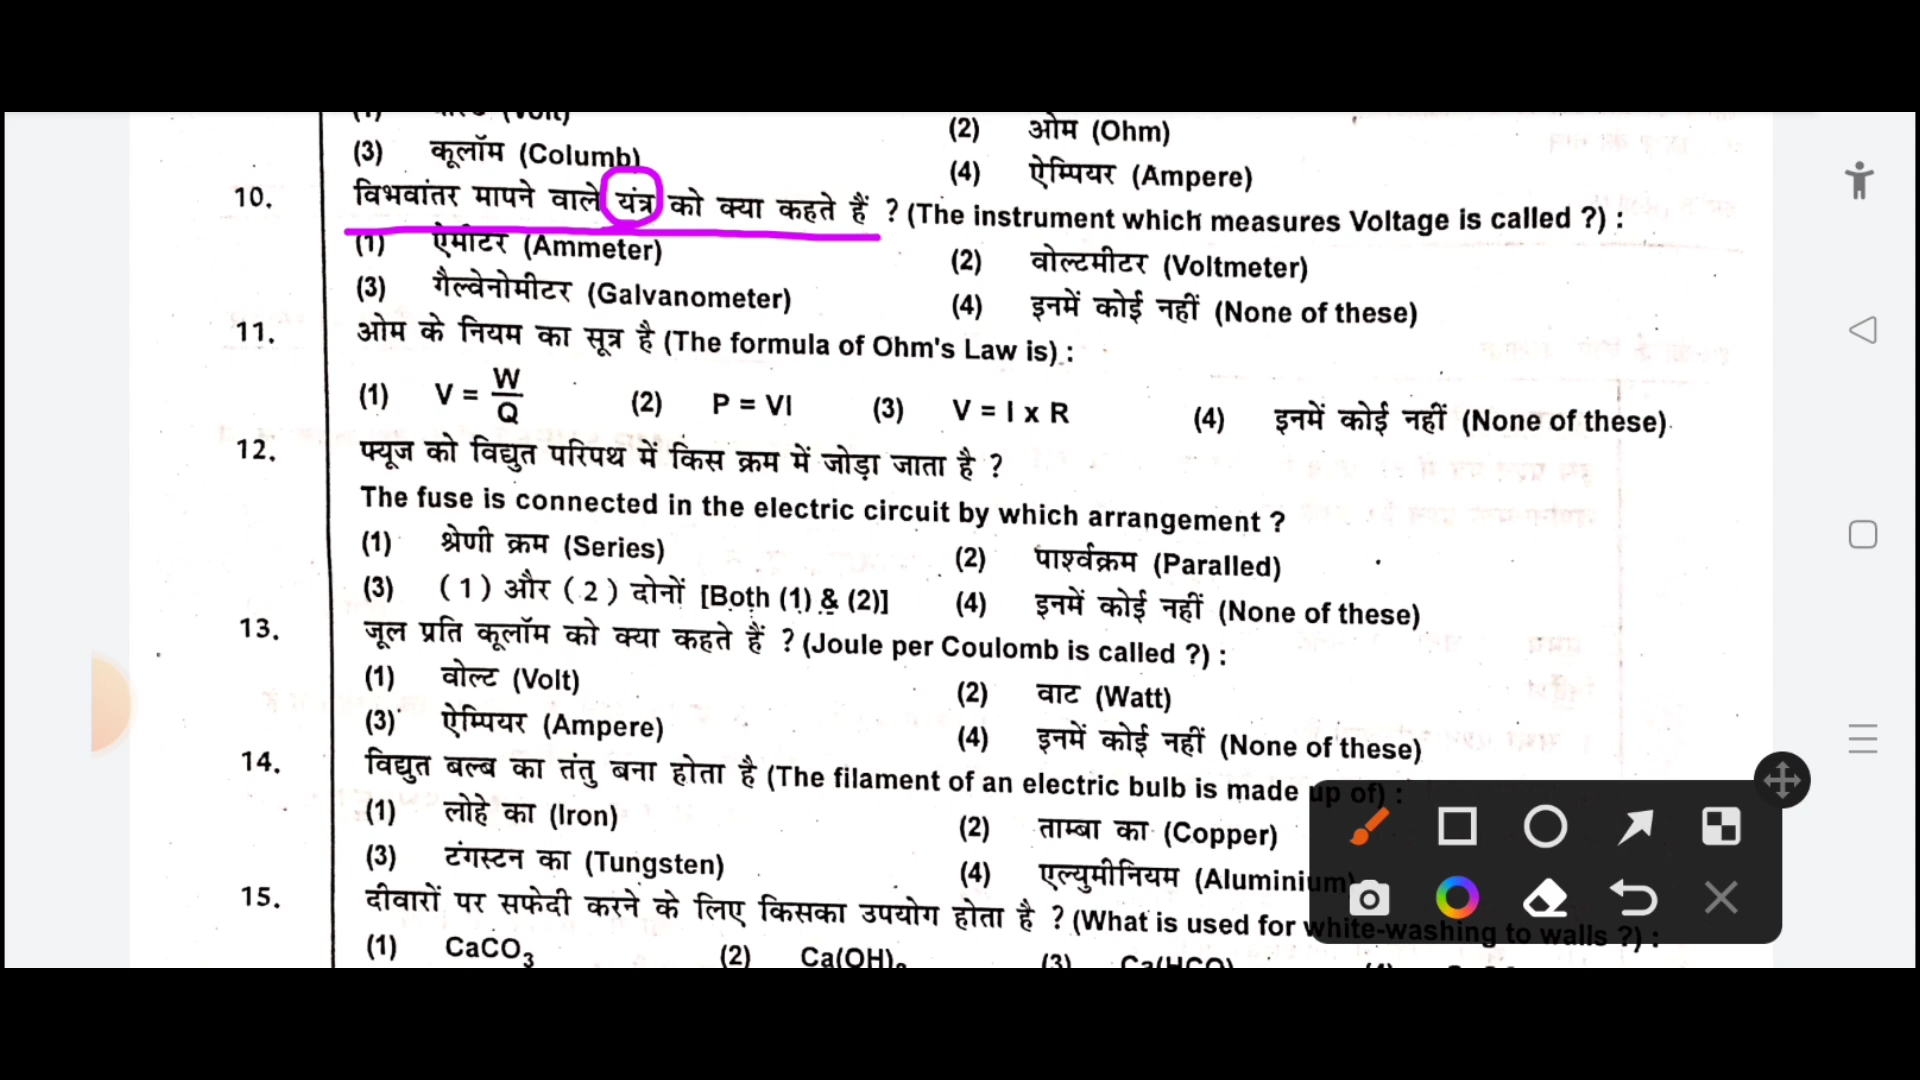 (3) कूलॉम (Columb)
(2) ओम (Ohm)
(4) ऐम्पियर (Ampere)
10. विभवांतर मापने वाले यंत्र को क्या कहते हैं ? (The instrument which measures Voltage is called ?) :
(1) ऐमीटर (Ammeter)
(2) वोल्टमीटर (Voltmeter)
(3) गैल्वेनोमीटर (Galvanometer)
(4) इनमें कोई नहीं (None of these)
11. ओम के नियम का सूत्र है (The formula of Ohm's Law is) :
(1) V = W/Q (2) P = VI (3) V = I x R (4) इनमें कोई नहीं (None of these)
12. फ्यूज को विद्युत परिपथ में किस क्रम में जोड़ा जाता है ?
The fuse is connected in the electric circuit by which arrangement ?
(1) श्रेणी क्रम (Series)
(2) पार्श्वक्रम (Paralled)
(3) (1) और (2) दोनों [Both (1) & (2)]
(4) इनमें कोई नहीं (None of these)
13. जूल प्रति कूलॉम को क्या कहते हैं ? (Joule per Coulomb is called ?) :
(1) वोल्ट (Volt)
(2) वाट (Watt)
(3) ऐम्पियर (Ampere)
(4) इनमें कोई नहीं (None of these)
14. विद्युत बल्ब का तंतु बना होता है (The filament of an electric bulb is made up of) :
(1) लोहे का (Iron)
(2) ताम्बा का (Copper)
(3) टंगस्टन का (Tungsten)
(4) एल्युमीनियम (Aluminium)
15. दीवारों पर सफेदी करने के लिए किसका उपयोग होता है ? (What is used for white-washing to walls ?) :
(1) CaCO₃ (2) Ca(OH)₂ (3)